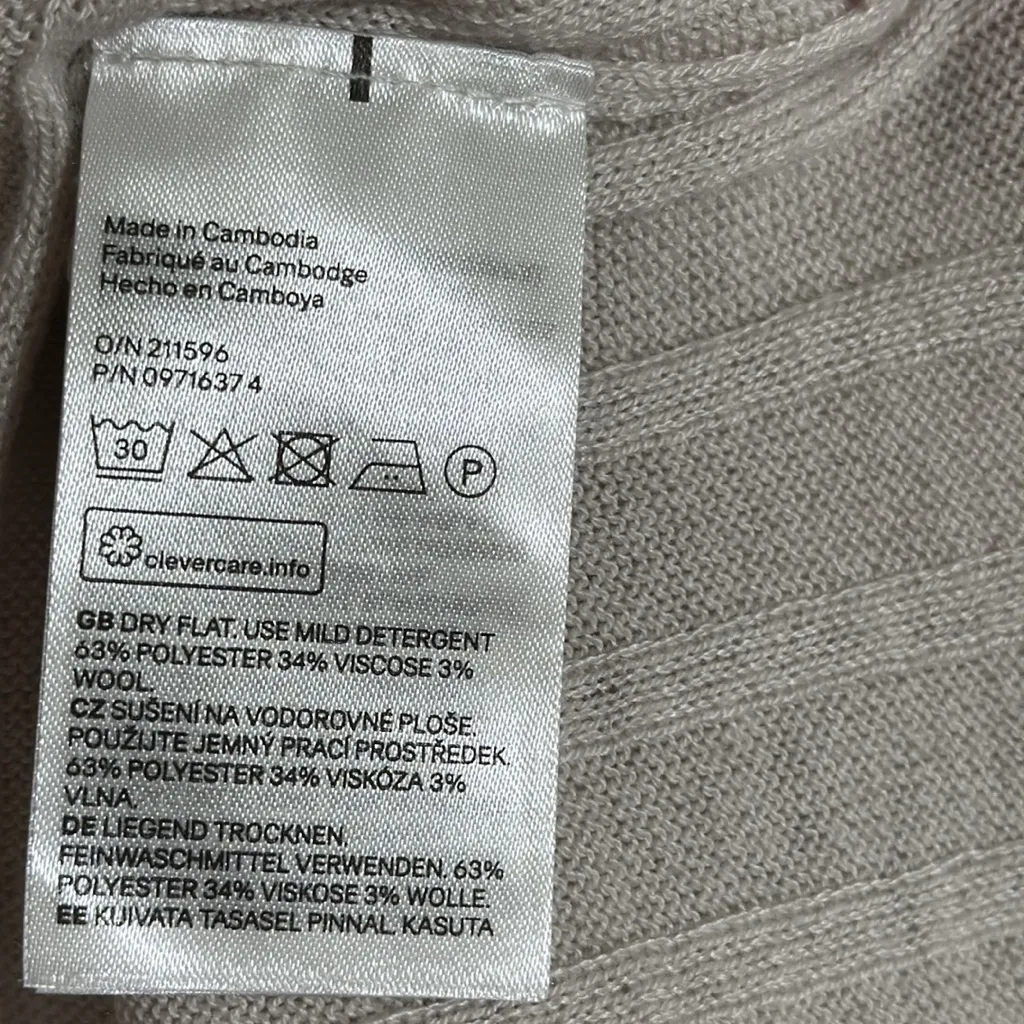 Made in Cambodia
Fabriqué au Cambodge
Hecho en Camboya
O/N 211596
P/N 0971637 4
30 P
clevercare.info
GB DRY FLAT. USE MILD DETERGENT
63% POLYESTER 34% VISCOSE 3%
WOOL.
CZ SUŠENÍ NA VODOROVNÉ PLOŠE.
POUŽIJTE JEMNÝ PRACÍ PROSTŘEDEK.
63% POLYESTER 34% VISKÓZA 3%
VLNA.
DE LIEGEND TROCKNEN.
FEINWASCHMITTEL VERWENDEN. 63%
POLYESTER 34% VISKOSE 3% WOLLE.
EE KUIVATA TASASEL PINNAL. KASUTA